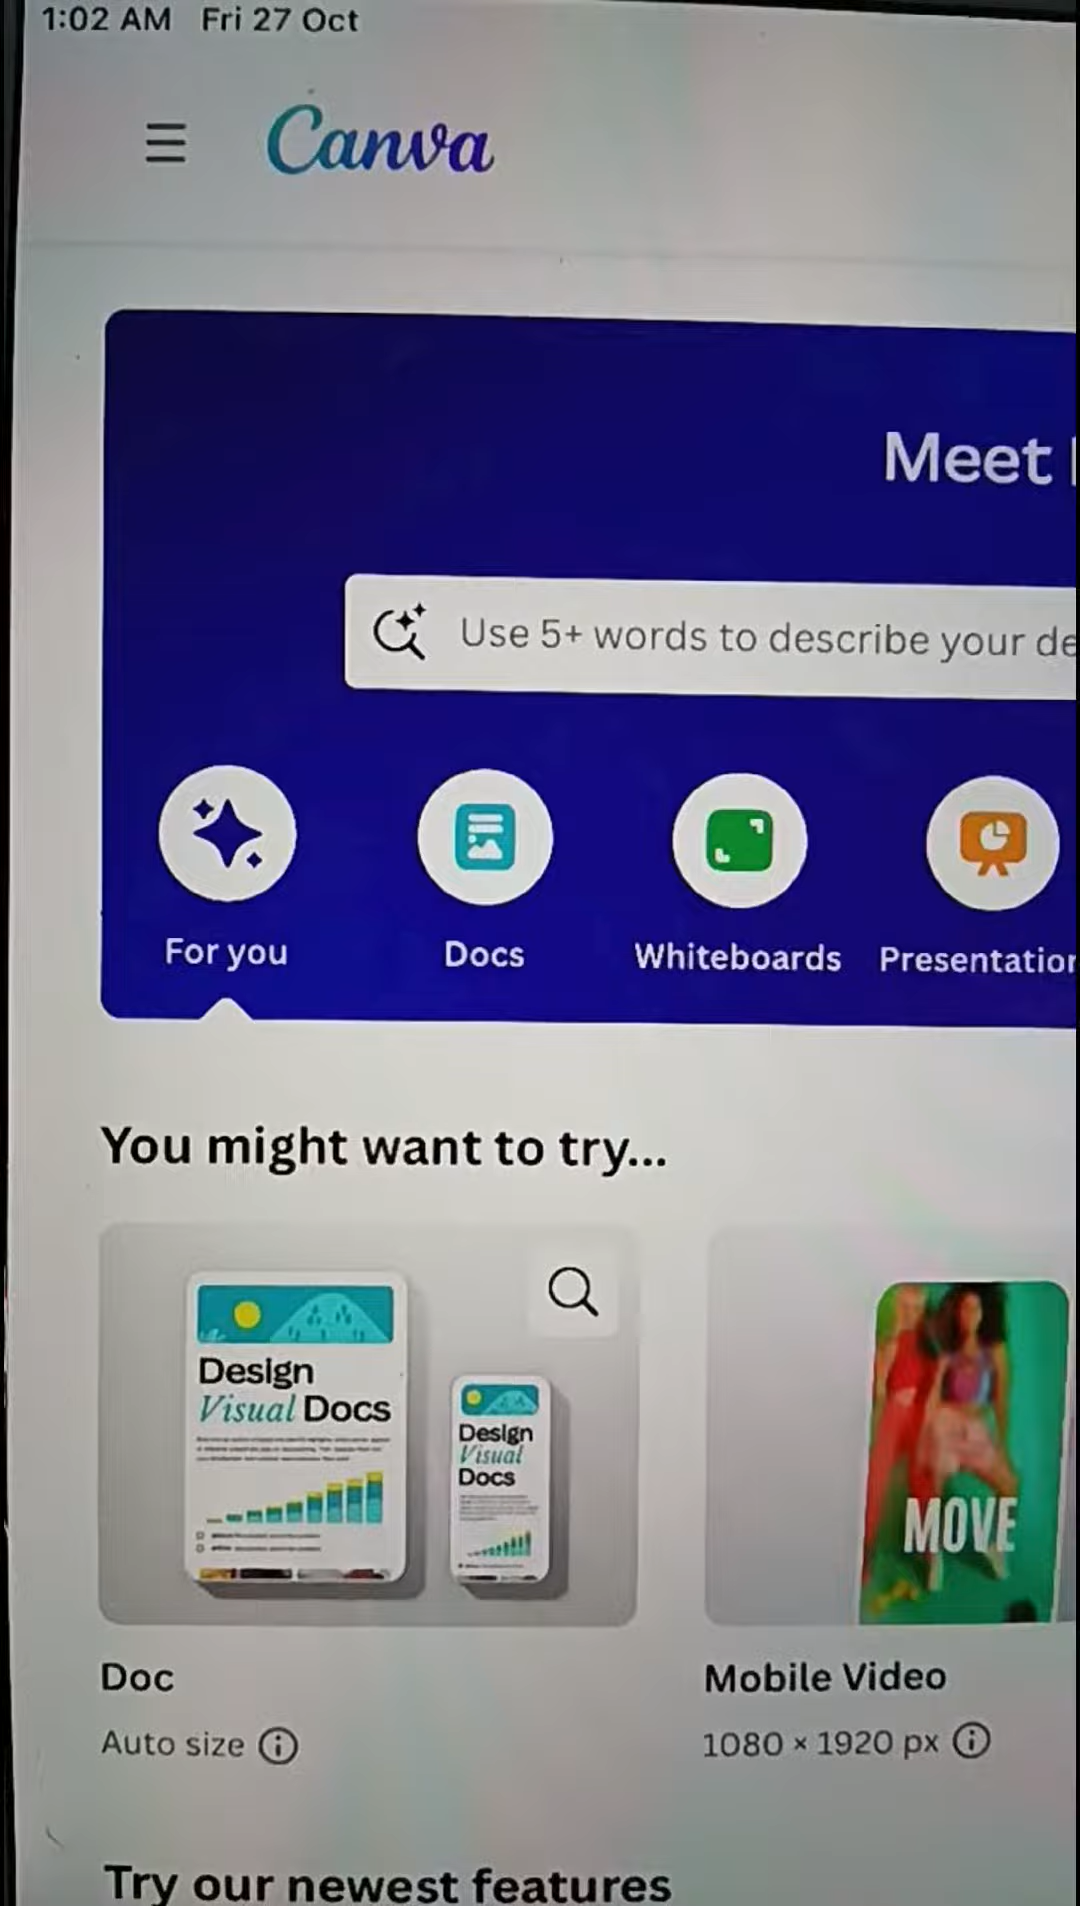 1:02 AM Fri 27 Oct
Canva
Meet
Use 5+ words to describe your de
For you
Docs
Whiteboards
Presentation
You might want to try...
Design
Visual Docs
Design
Visual
Docs
MOVE
Doc
Mobile Video
Auto size
1080 × 1920 px
Try our newest features